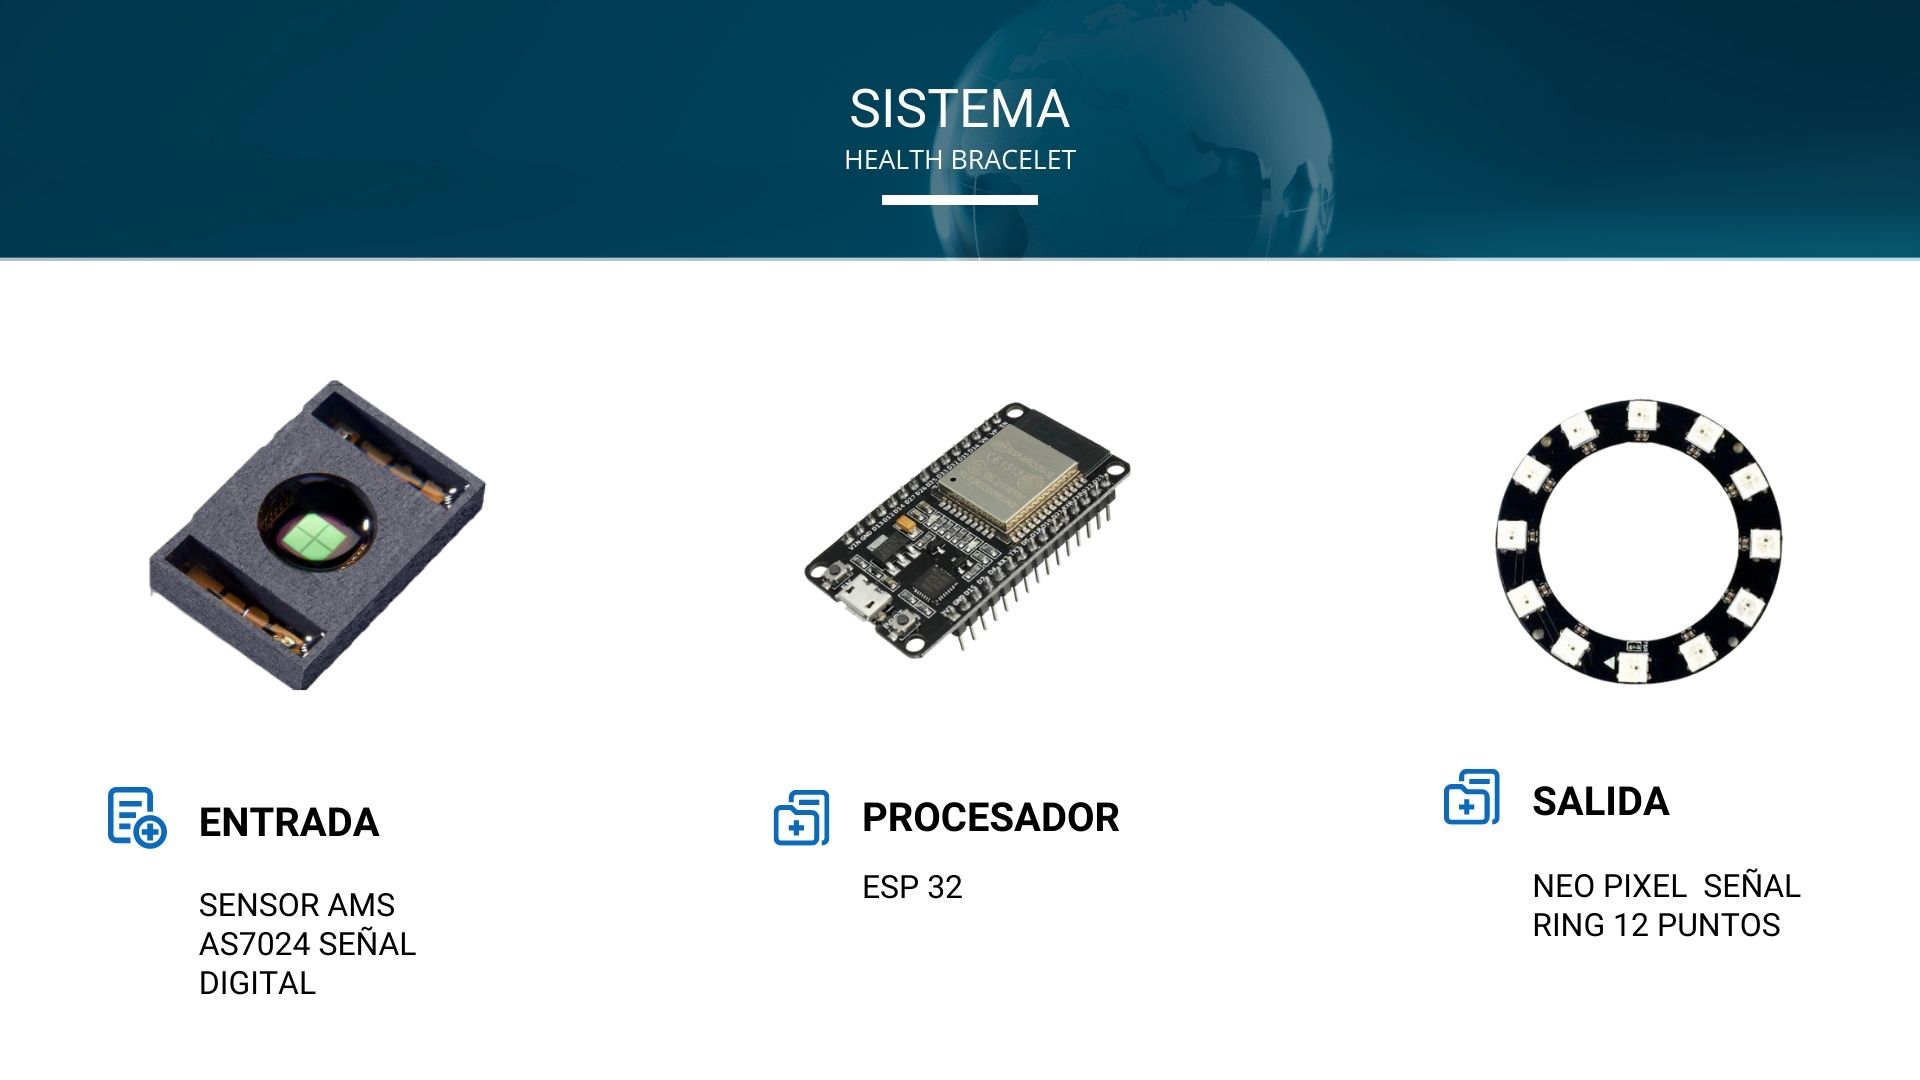 SISTEMA
HEALTH BRACELET
ENTRADA
SENSOR AMS
AS7024 SEÑAL
DIGITAL
PROCESADOR
ESP 32
SALIDA
NEO PIXEL  SEÑAL
RING 12 PUNTOS